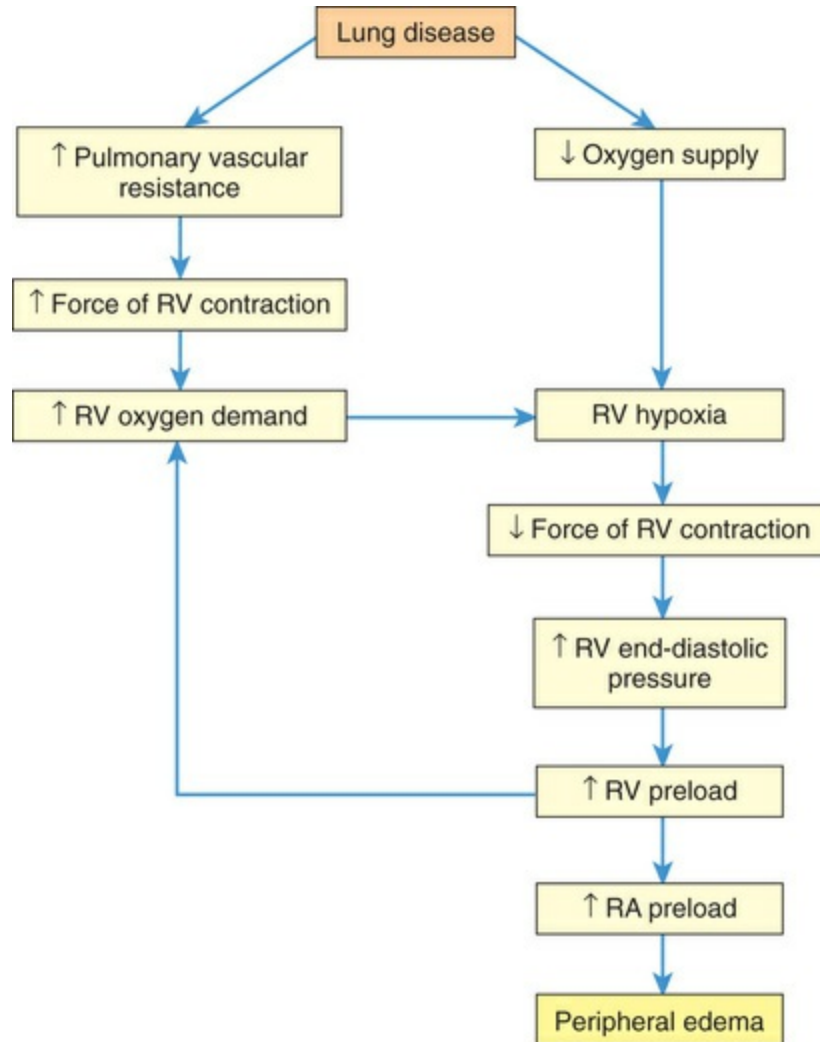 Lung disease
↑ Pulmonary vascular
resistance
↓ Oxygen supply
↑ Force of RV contraction
↑ RV oxygen demand
RV hypoxia
↓ Force of RV contraction
↑ RV end-diastolic
pressure
↑ RV preload
↑ RA preload
Peripheral edema